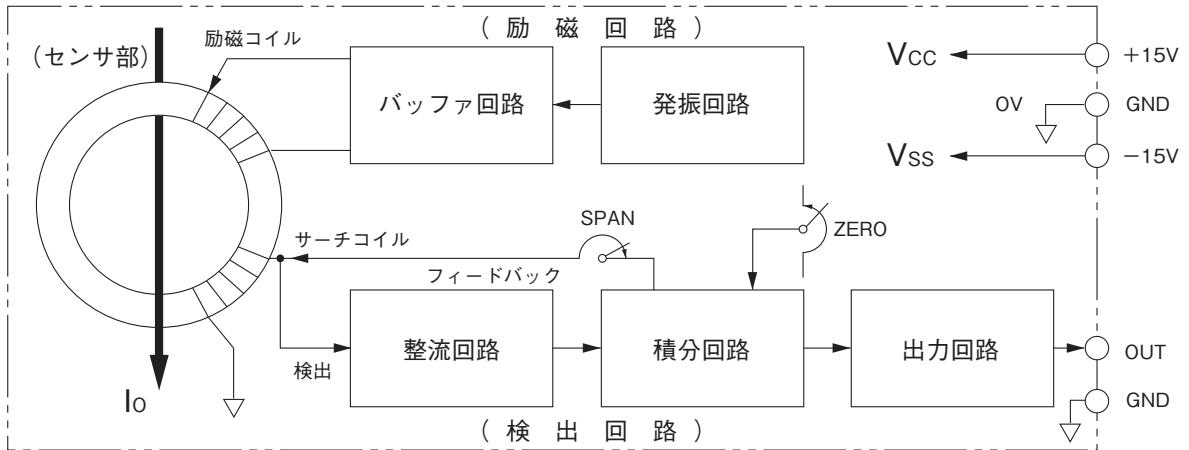 (励磁回路)
(センサ部)
励磁コイル
バッファ回路
発振回路
VCC
+15V
0V
GND
VSS
−15V
SPAN
ZERO
サーチコイル
フィードバック
検出
整流回路
積分回路
出力回路
OUT
I0
GND
(検出回路)